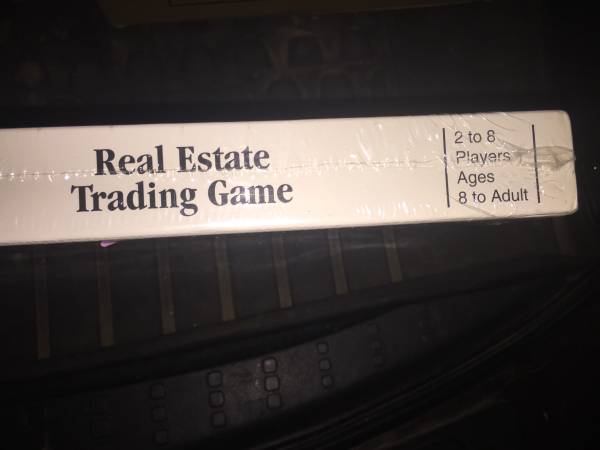 Real Estate
Trading Game
2 to 8
Players
Ages
8 to Adult